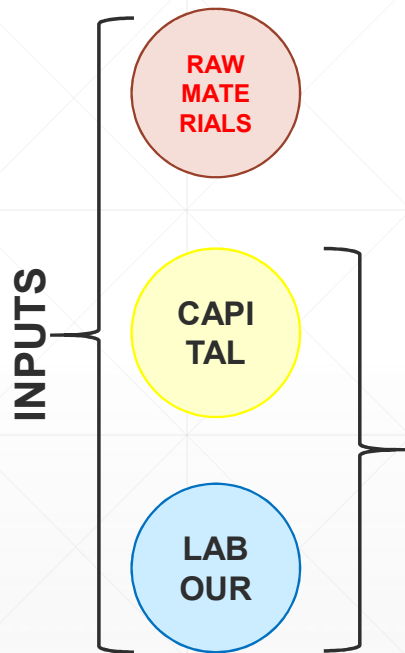 INPUTS
RAW
MATE
RIALS
CAPI
TAL
LAB
OUR